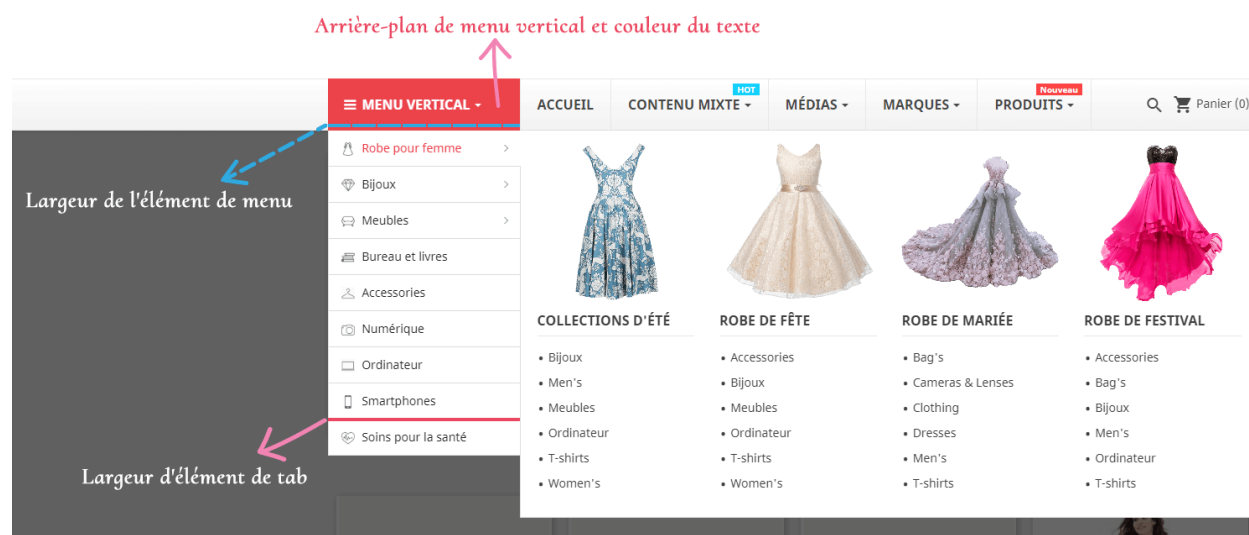 Arrière-plan de menu vertical et couleur du texte
MENU VERTICAL
ACCUEIL
CONTENU MIXTE
HOT
MÉDIAS
MARQUES
PRODUITS
Nouveau
Panier (0)
Robe pour femme
Bijoux
Meubles
Bureau et livres
Accessories
Numérique
Ordinateur
Smartphones
Soins pour la santé
Largeur de l'élément de menu
Largeur d'élément de tab
COLLECTIONS D'ÉTÉ
• Bijoux
• Men's
• Meubles
• Ordinateur
• T-shirts
• Women's
ROBE DE FÊTE
• Accessories
• Bijoux
• Meubles
• Ordinateur
• T-shirts
• Women's
ROBE DE MARIÉE
• Bag's
• Cameras & Lenses
• Clothing
• Dresses
• Men's
• T-shirts
ROBE DE FESTIVAL
• Accessories
• Bag's
• Bijoux
• Men's
• Ordinateur
• T-shirts